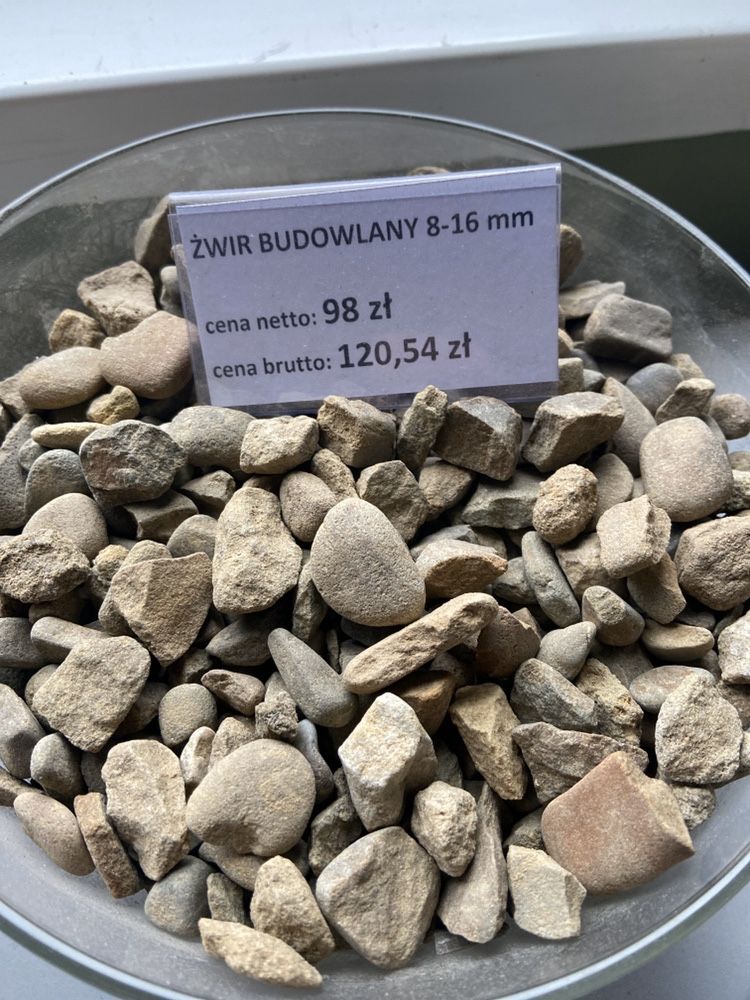 ŻWIR BUDOWLANY 8-16 mm
cena netto: 98 zł
cena brutto: 120,54 zł